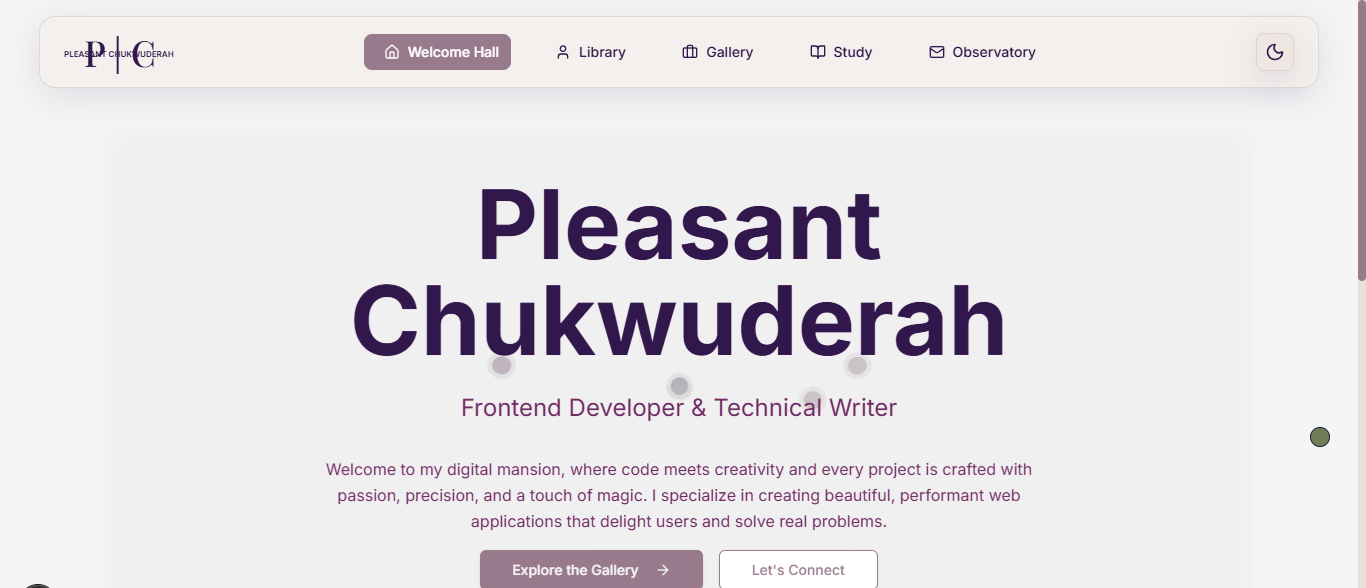 P | C
PLEASANT CHUKWUDERAH
Welcome Hall
Library
Gallery
Study
Observatory
Pleasant
Chukwuderah
Frontend Developer & Technical Writer
Welcome to my digital mansion, where code meets creativity and every project is crafted with
passion, precision, and a touch of magic. I specialize in creating beautiful, performant web
applications that delight users and solve real problems.
Explore the Gallery
Let's Connect